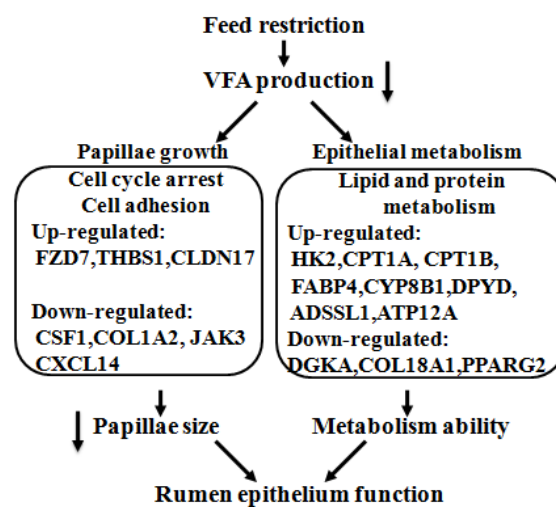 Feed restriction
VFA production
Papillae growth
Cell cycle arrest
Cell adhesion
Up-regulated:
FZD7,THBS1,CLDN17
Down-regulated:
CSF1,COL1A2, JAK3
CXCL14
Epithelial metabolism
Lipid and protein
metabolism
Up-regulated:
HK2,CPT1A, CPT1B,
FABP4,CYP8B1,DPYD,
ADSSL1,ATP12A
Down-regulated:
DGKA,COL18A1,PPARG2
Papillae size
Metabolism ability
Rumen epithelium function